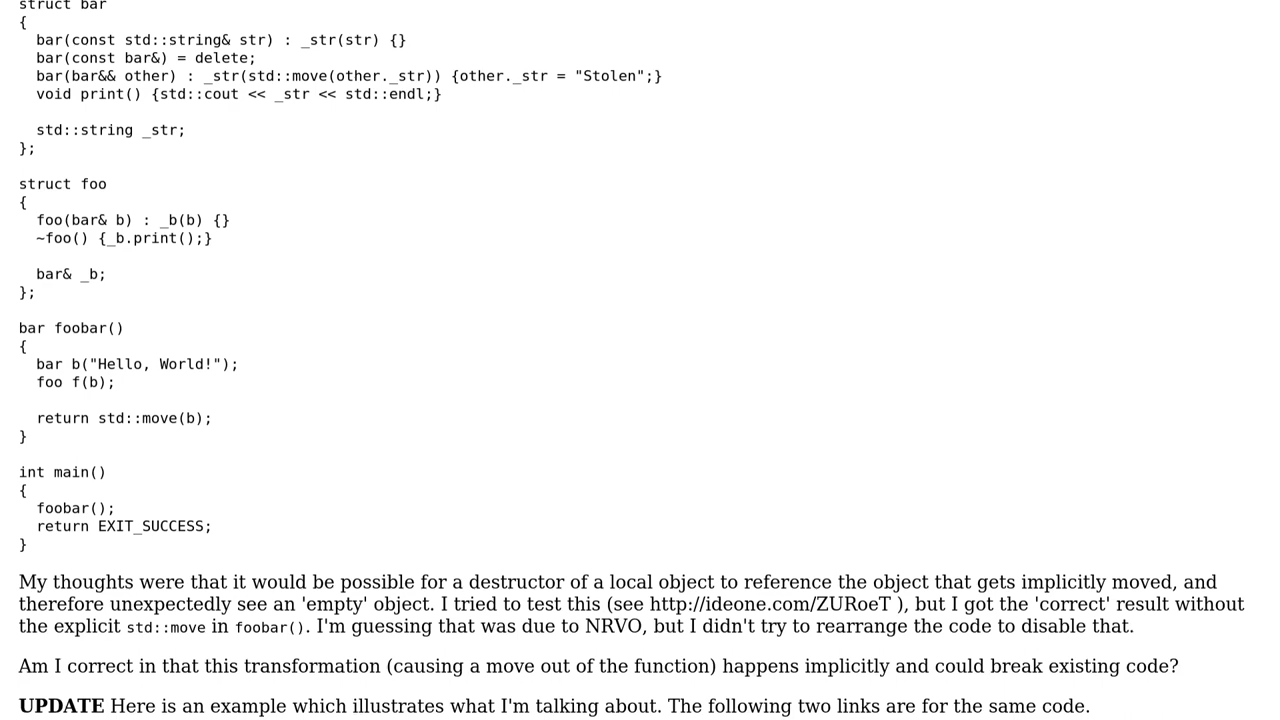 struct bar
{
  bar(const std::string& str) : _str(str) {}
  bar(const bar&) = delete;
  bar(bar&& other) : _str(std::move(other._str)) {other._str = "Stolen";}
  void print() {std::cout << _str << std::endl;}

  std::string _str;
};

struct foo
{
  foo(bar& b) : _b(b) {}
  ~foo() {_b.print();}

  bar& _b;
};

bar foobar()
{
  bar b("Hello, World!");
  foo f(b);

  return std::move(b);
}

int main()
{
  foobar();
  return EXIT_SUCCESS;
}

My thoughts were that it would be possible for a destructor of a local object to reference the object that gets implicitly moved, and
therefore unexpectedly see an 'empty' object. I tried to test this (see http://ideone.com/ZURoeT ), but I got the 'correct' result without
the explicit std::move in foobar(). I'm guessing that was due to NRVO, but I didn't try to rearrange the code to disable that.

Am I correct in that this transformation (causing a move out of the function) happens implicitly and could break existing code?

UPDATE Here is an example which illustrates what I'm talking about. The following two links are for the same code.